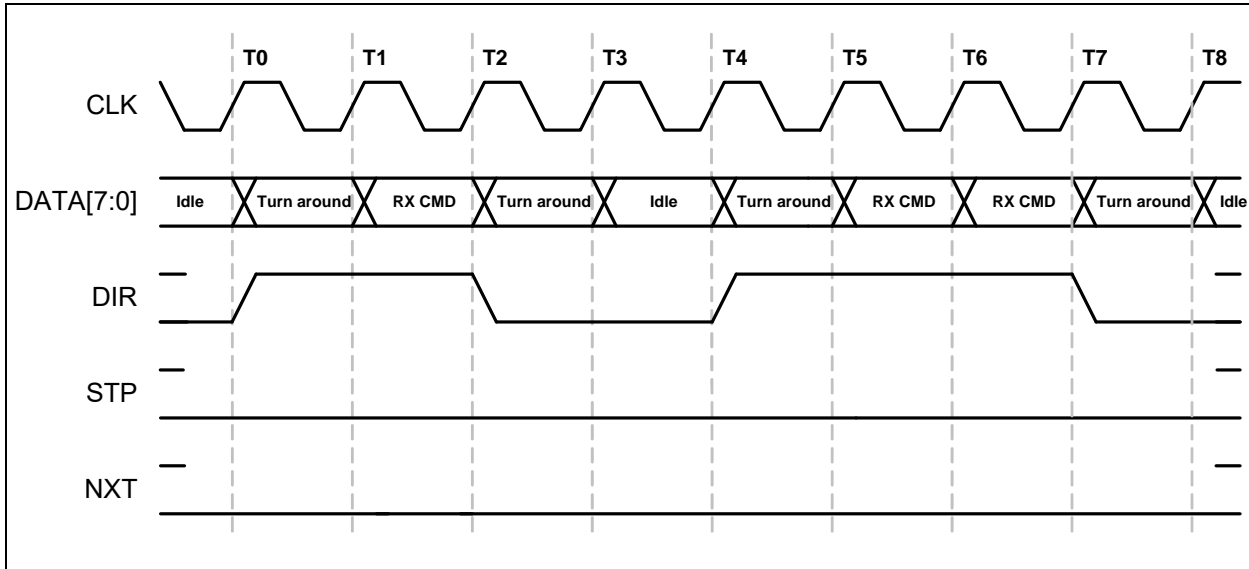 T0 T1 T2 T3 T4 T5 T6 T7 T8
CLK
DATA[7:0] Idle Turn around RX CMD Turn around Idle Turn around RX CMD RX CMD Turn around Idle
DIR
STP
NXT